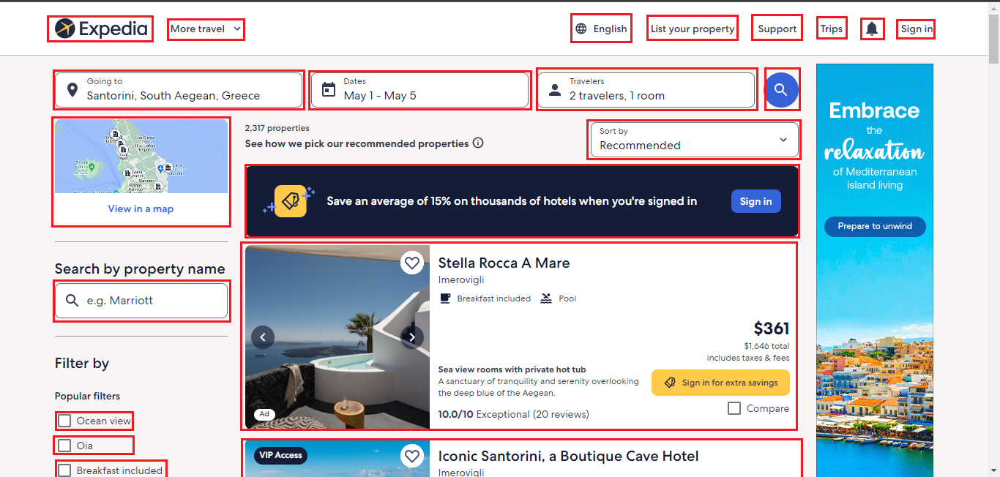 Expedia
More travel
English
List your property
Support
Trips
Sign in
Going to
Santorini, South Aegean, Greece
Dates
May 1 - May 5
Travelers
2 travelers, 1 room
View in a map
2,317 properties
See how we pick our recommended properties
Sort by
Recommended
Save an average of 15% on thousands of hotels when you're signed in
Sign in
Search by property name
e.g. Marriott
Filter by
Popular filters
Ocean view
Oia
Breakfast included
Stella Rocca A Mare
Imerovigli
Breakfast included
Pool
$361
$1,646 total
includes taxes & fees
Sea view rooms with private hot tub
A sanctuary of tranquility and serenity overlooking
the deep blue of the Aegean.
Sign in for extra savings
10.0/10 Exceptional (20 reviews)
Compare
Ad
VIP Access
Iconic Santorini, a Boutique Cave Hotel
Imerovigli
Embrace
the
relaxation
of Mediterranean
island living
Prepare to unwind